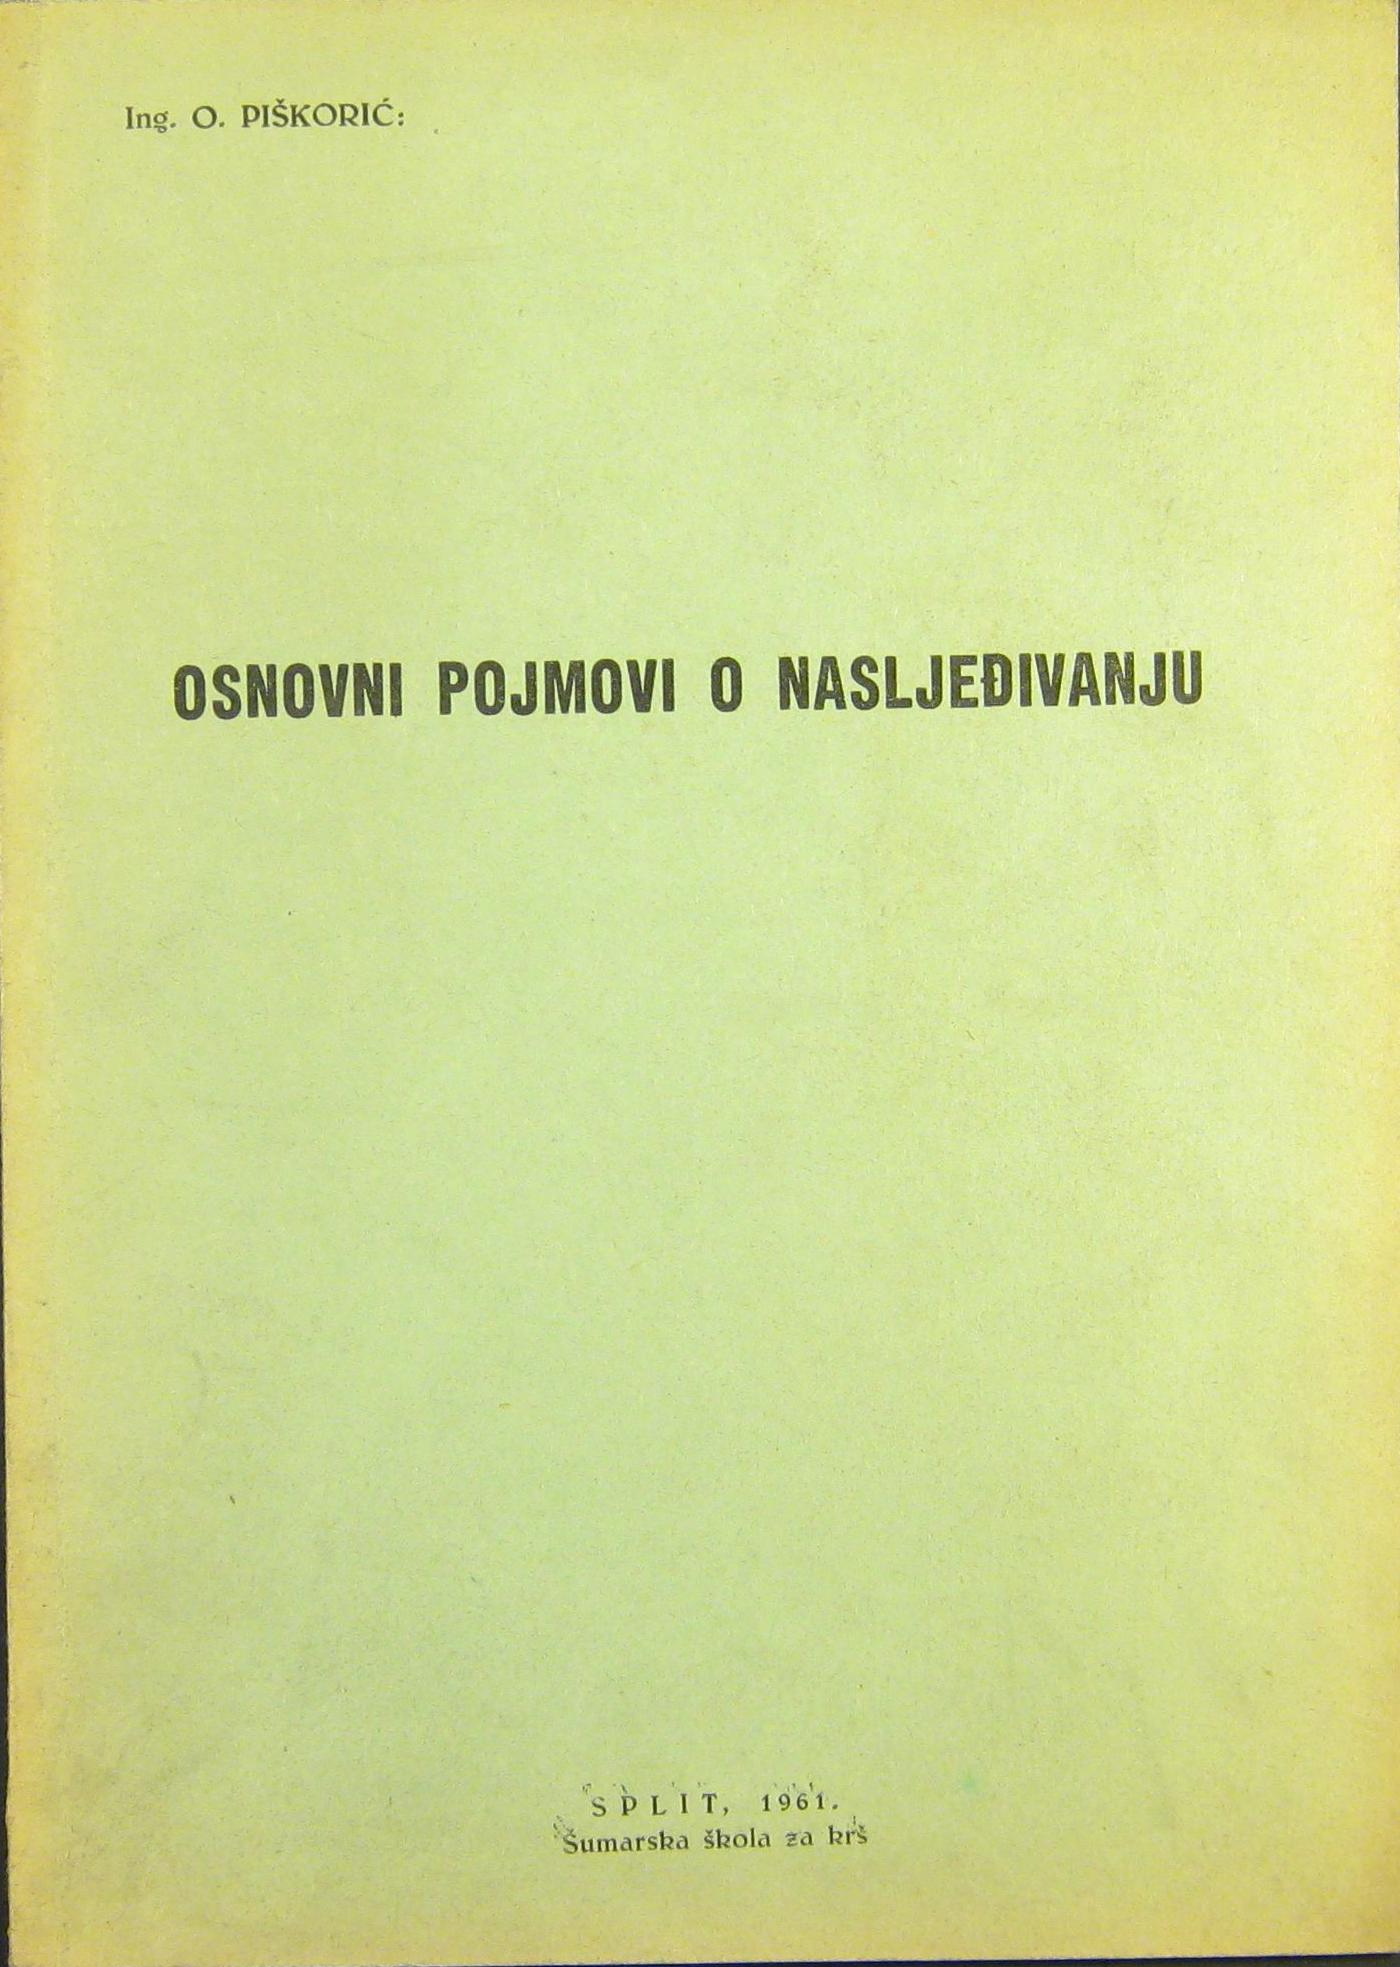 Ing. O. PIŠKORIĆ:
OSNOVNI POJMOVI O NASLJEĐIVANJU
SPLIT, 1961.
Šumarska škola za krš